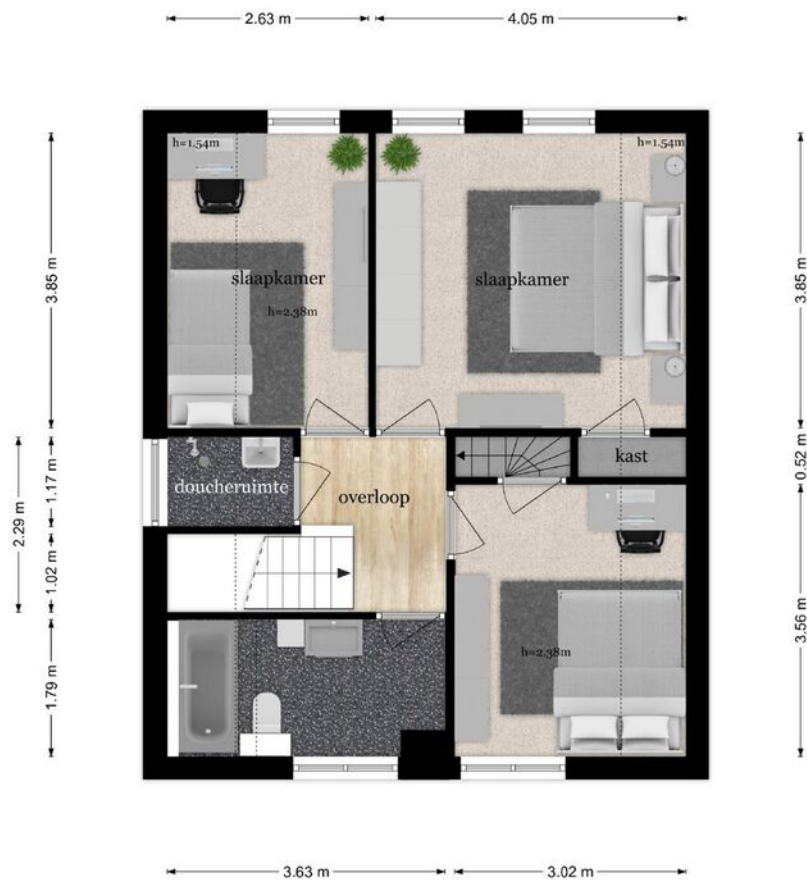 2.63 m
4.05 m
h=1.54m
h=1.54m
3.85 m
slaapkamer
h=2.38m
slaapkamer
3.85 m
2.29 m
1.17 m
doucheruimte
overloop
kast
0.52 m
1.02 m
1.79 m
h=2.38m
3.56 m
3.63 m
3.02 m